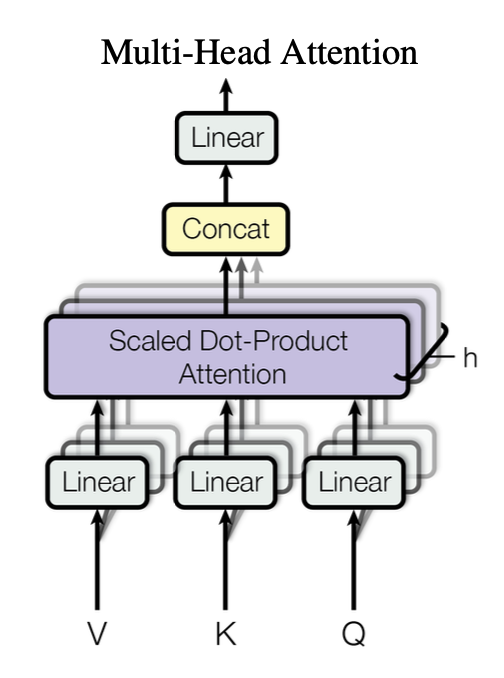 Multi-Head Attention
Linear
Concat
Scaled Dot-Product
Attention
h
Linear
Linear
Linear
V
K
Q